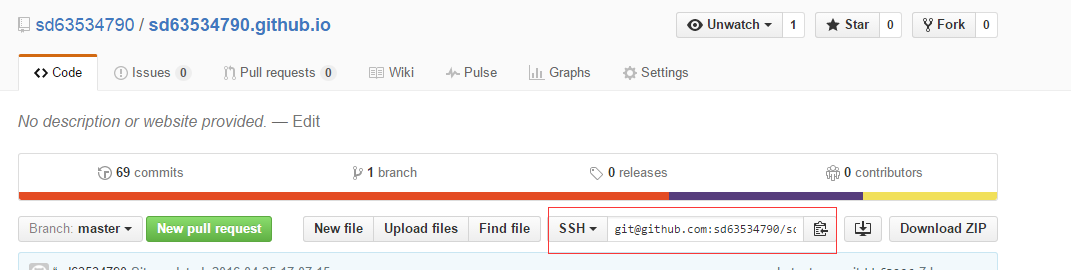 sd63534790 / sd63534790.github.io
Unwatch 1 Star 0 Fork 0
Code Issues 0 Pull requests 0 Wiki Pulse Graphs Settings
No description or website provided. — Edit
69 commits 1 branch 0 releases 0 contributors
Branch: master New pull request New file Upload files Find file SSH git@github.com:sd63534790/sd Download ZIP